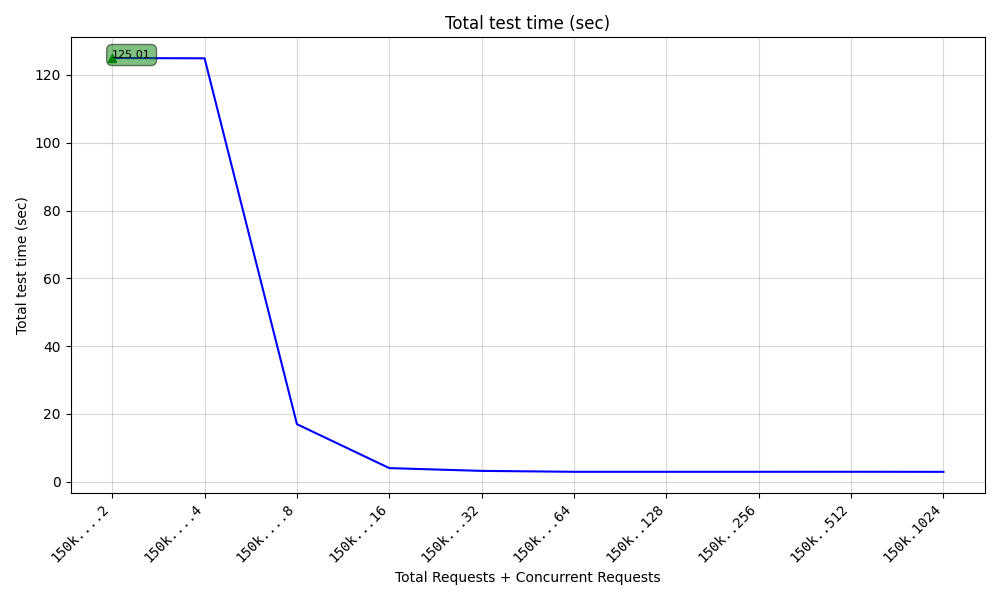 Total test time (sec)
125.01
120
100
80
60
40
20
0
Total test time (sec)
150k....2
150k....4
150k....8
150k...16
150k...32
150k...64
150k..128
150k..256
150k..512
150k.1024
Total Requests + Concurrent Requests